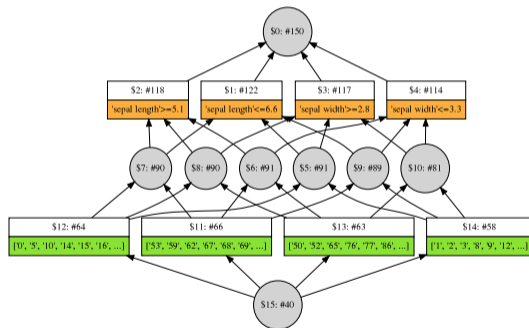 $0: #150
$2: #118
$1: #122
$3: #117
$4: #114
'sepal length'>=5.1
'sepal length'<=6.6
'sepal width'>=2.8
'sepal width'<=3.3
$7: #90
$8: #90
$6: #91
$5: #91
$9: #89
$10: #81
$12: #64
$11: #66
$13: #63
$14: #58
['0', '5', '10', '14', '15', '16', ...]
['53', '59', '62', '67', '68', '69', ...]
['50', '52', '65', '76', '77', '86', ...]
['1', '2', '3', '8', '9', '12', ...]
$15: #40